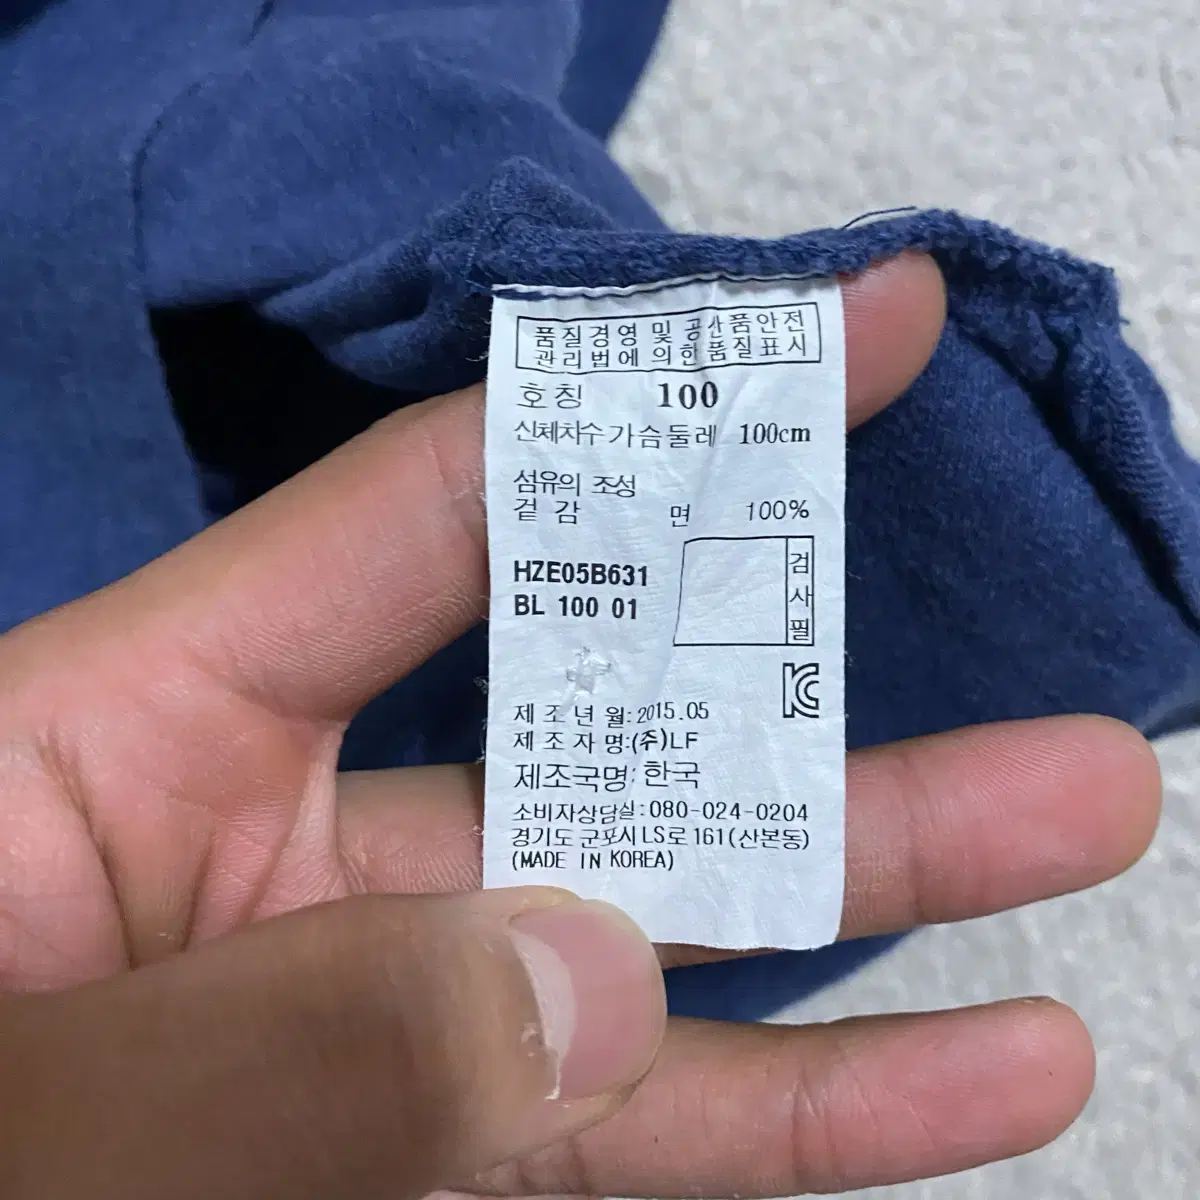 품질경영 및 공산품안전
관리법에 의한 품질표시
호칭 100
신체치수 가슴둘레 100cm
섬유의 조성
겉감 면 100%
HZE05B631
BL 100 01
검사필
KC
제조년월:2015.05
제조자명:(주)LF
제조국명:한국
소비자상담실:080-024-0204
경기도 군포시 LS로 161(산본동)
(MADE IN KOREA)